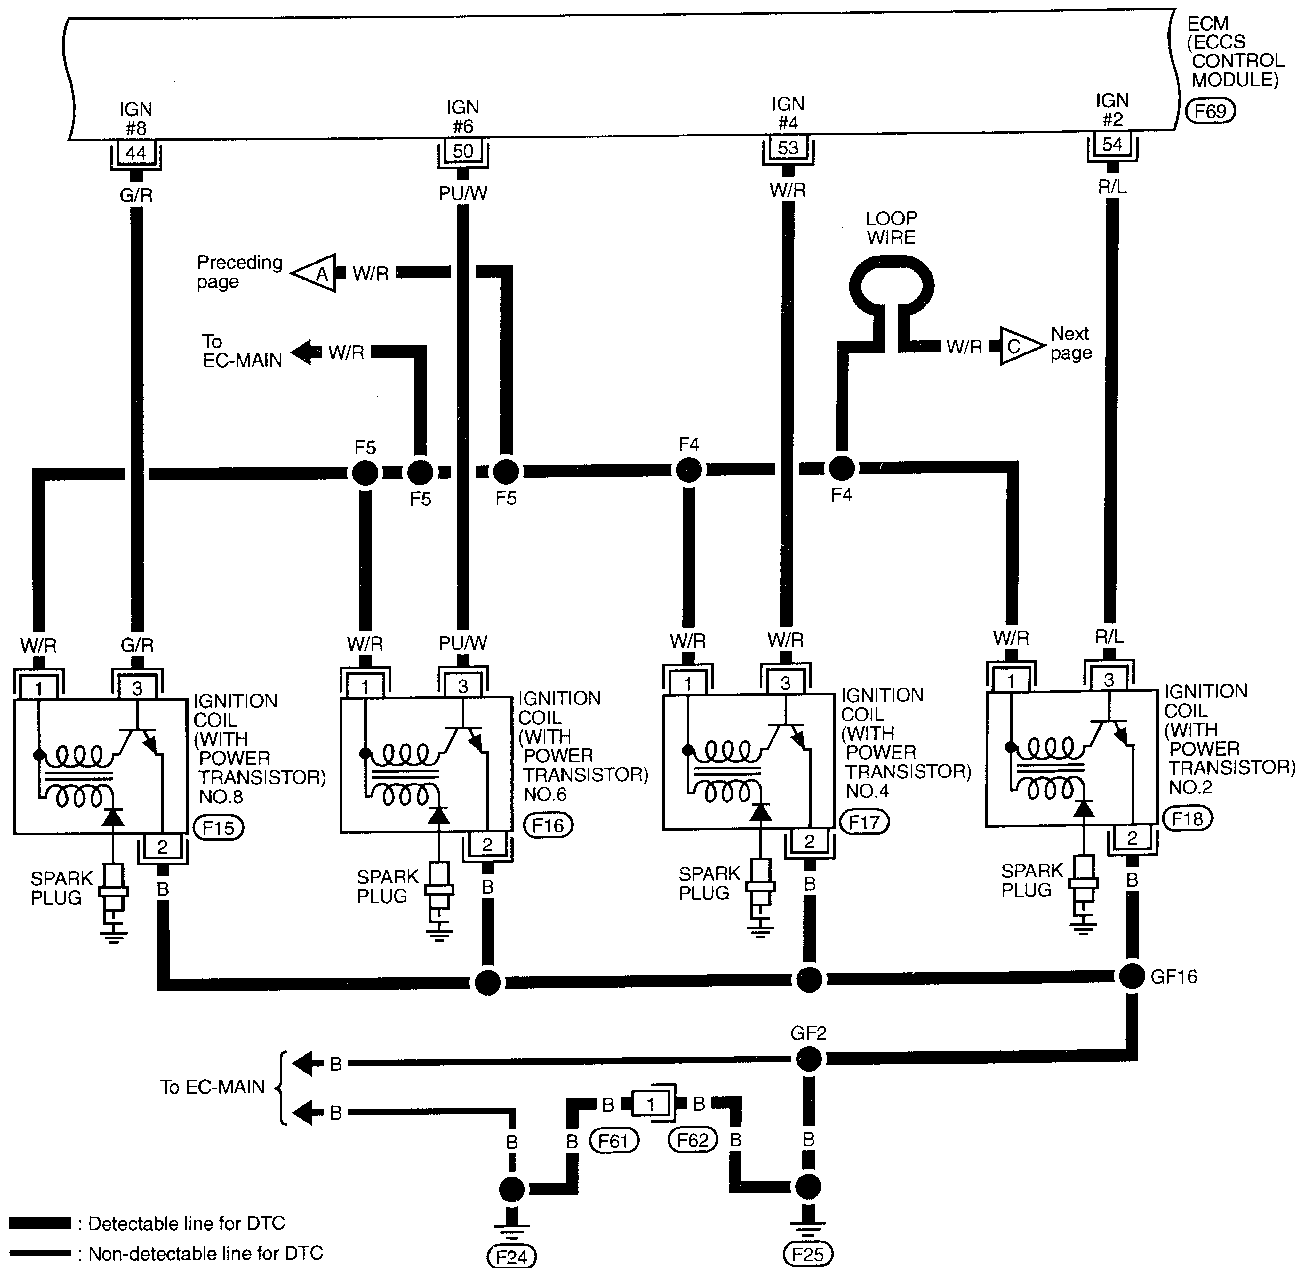 ECM
(ECCS
CONTROL
MODULE)
F69
IGN
#8
IGN
#6
IGN
#4
IGN
#2
44
50
53
54
G/R
PU/W
W/R
R/L
LOOP
WIRE
Preceding
page
A
W/R
To
EC-MAIN
W/R
W/R
C
Next
page
F5
F5
F5
F4
F4
W/R
G/R
W/R
PU/W
W/R
W/R
W/R
R/L
1
3
1
3
1
3
1
3
IGNITION
COIL
(WITH
POWER
TRANSISTOR)
NO.8
F15
IGNITION
COIL
(WITH
POWER
TRANSISTOR)
NO.6
F16
IGNITION
COIL
(WITH
POWER
TRANSISTOR)
NO.4
F17
IGNITION
COIL
(WITH
POWER
TRANSISTOR)
NO.2
F18
2
2
2
2
SPARK
PLUG
B
SPARK
PLUG
B
SPARK
PLUG
B
SPARK
PLUG
B
GF16
GF2
To EC-MAIN
B
B
B
B
B
1
B
B
B
F61
F62
F24
F25
: Detectable line for DTC
: Non-detectable line for DTC